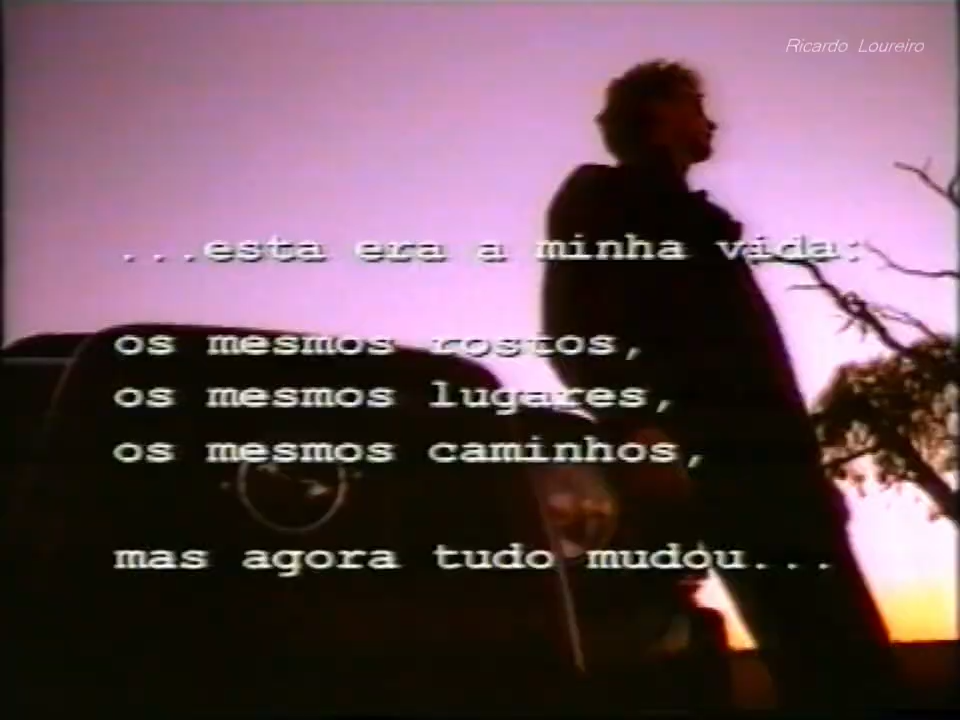 Ricardo Loureiro
...esta era a minha vida:
os mesmos rostos,
os mesmos lugares,
os mesmos caminhos,
mas agora tudo mudou...